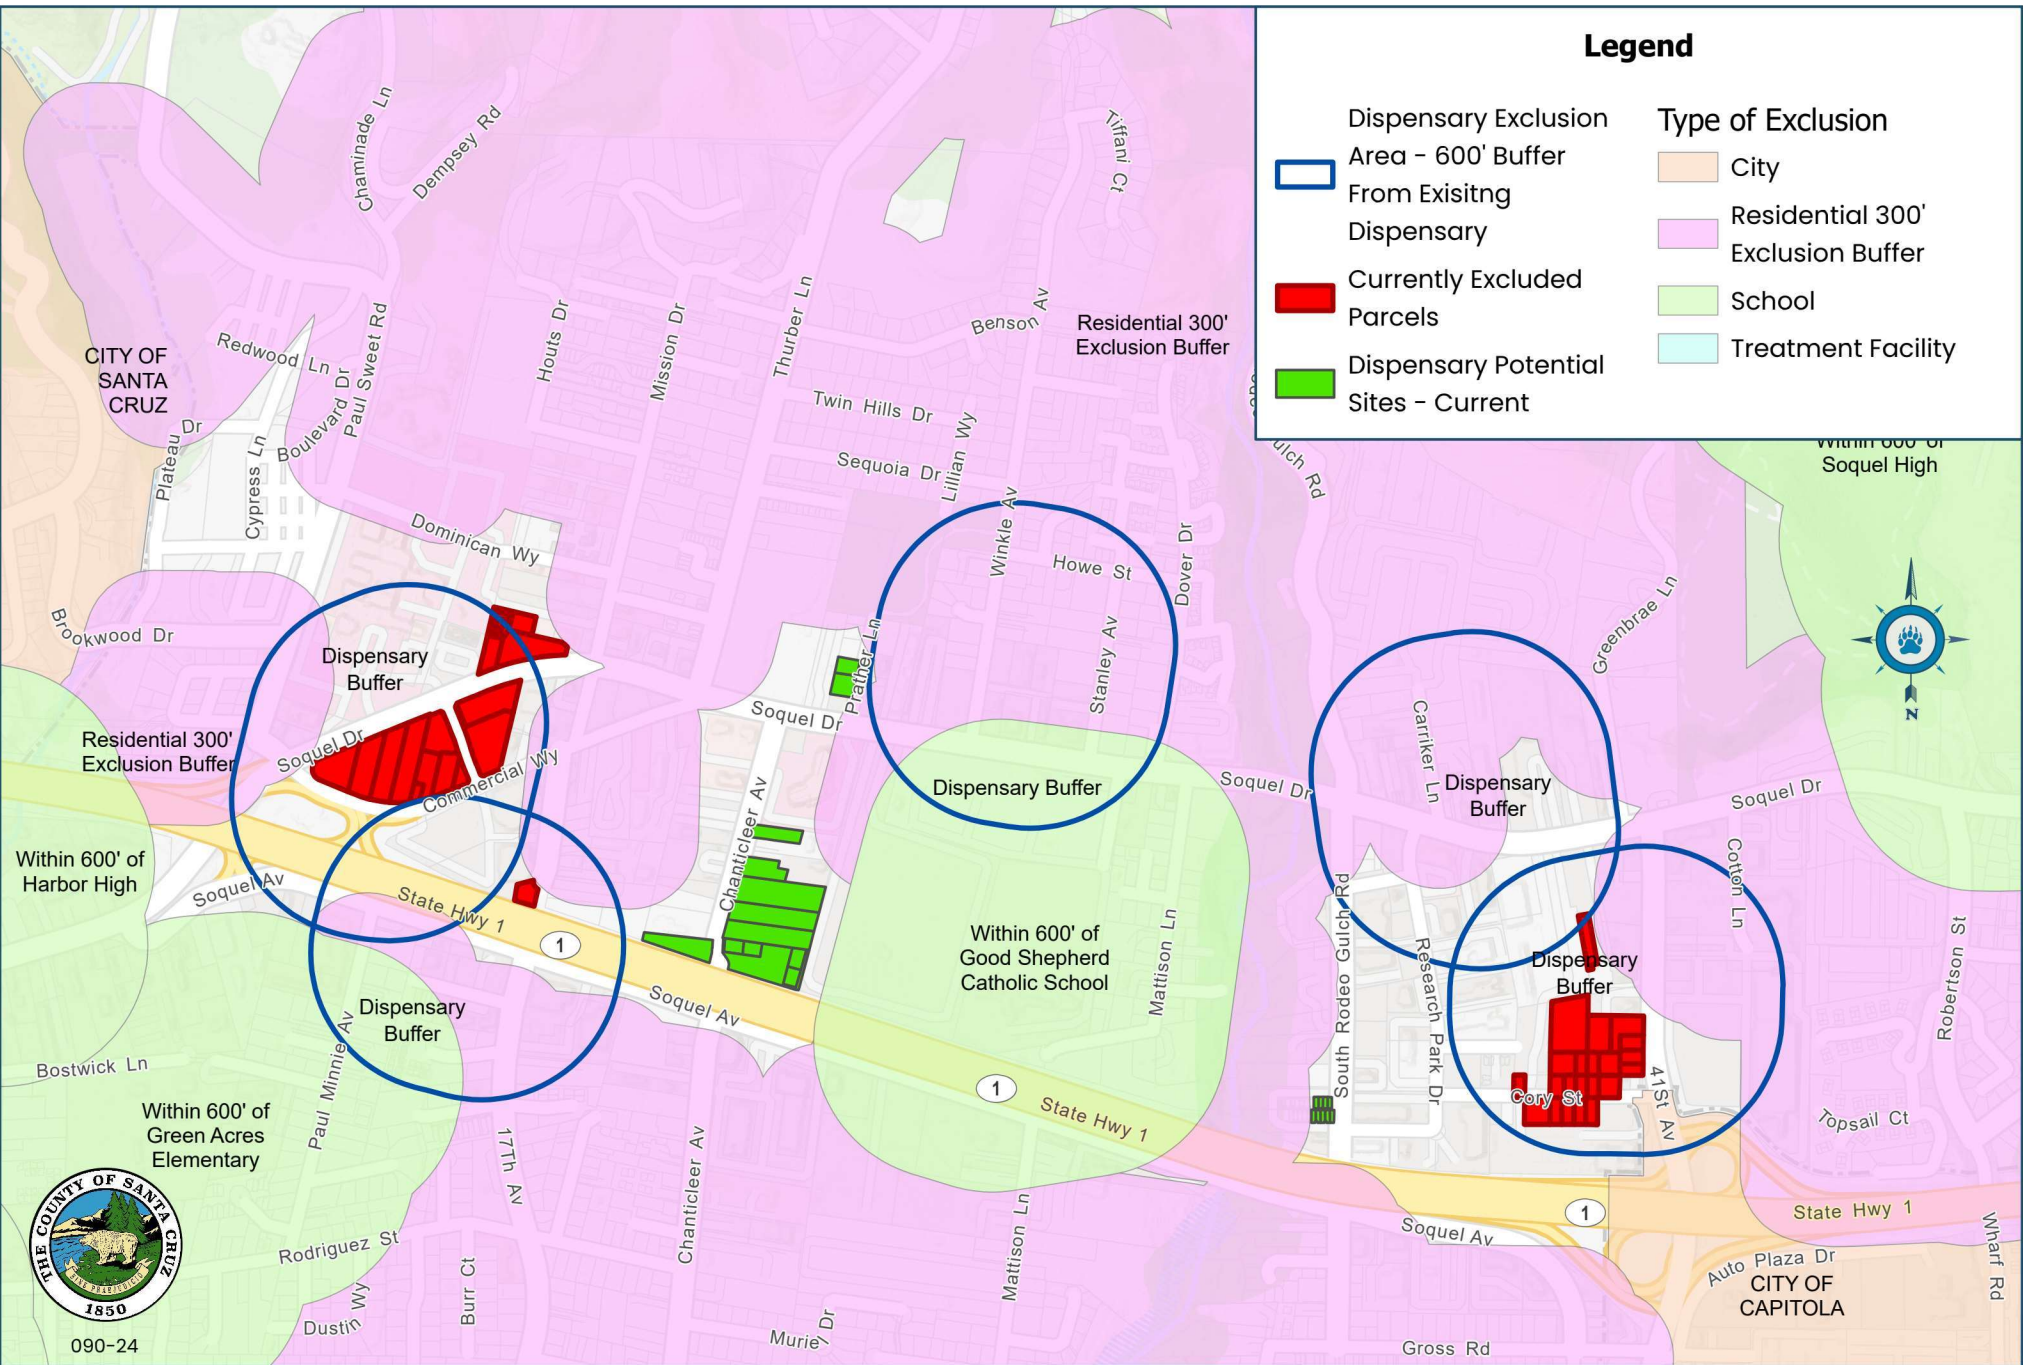 Legend
Dispensary Exclusion
Area - 600' Buffer
From Exisitng
Dispensary
Currently Excluded
Parcels
Dispensary Potential
Sites - Current
Type of Exclusion
City
Residential 300'
Exclusion Buffer
School
Treatment Facility
Chaminade Ln
Dempsey Rd
Tiffani Ct
Houts Dr
Mission Dr
Thurber Ln
Benson Av
Residential 300'
Exclusion Buffer
CITY OF
SANTA
CRUZ
Redwood Ln
Boulevard Dr
Paul Sweet Rd
Plateau Dr
Cypress Ln
Twin Hills Dr
Sequoia Dr
Lillian Wy
Within 600' of
Soquel High
Dominican Wy
Winkle Av
Howe St
Dover Dr
Stanley Av
Greenbrae Ln
Brookwood Dr
Dispensary
Buffer
Prather Ln
Soquel Dr
N
Residential 300'
Exclusion Buffer
Soquel Dr
Commercial Wy
Chanticleer Av
Dispensary Buffer
Soquel Dr
Carriker Ln
Dispensary
Buffer
Soquel Dr
Cotton Ln
Within 600' of
Harbor High
Soquel Av
State Hwy 1
1
Within 600' of
Good Shepherd
Catholic School
Mattison Ln
South Rodeo Gulch Rd
Research Park Dr
Dispensary
Buffer
Robertson St
Dispensary
Buffer
Soquel Av
Bostwick Ln
Paul Minnie Av
1
State Hwy 1
Cory St
41St Av
Topsail Ct
Within 600' of
Green Acres
Elementary
17Th Av
Chanticleer Av
Mattison Ln
1
State Hwy 1
Soquel Av
Auto Plaza Dr
CITY OF
CAPITOLA
Wharf Rd
Rodriguez St
Dustin Wy
Burr Ct
Muriel Dr
Gross Rd
THE COUNTY OF SANTA CRUZ
1850
090-24